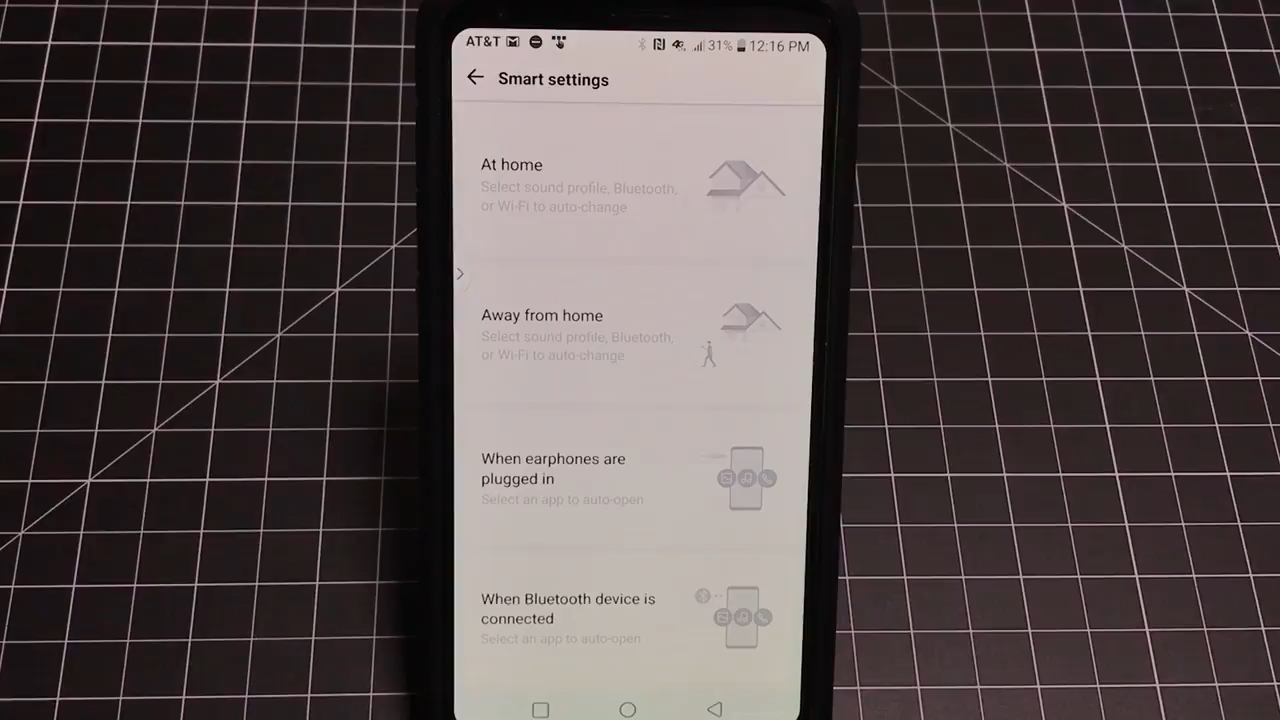 AT&T 4G 31% 12:16 PM
Smart settings
At home
Select sound profile, Bluetooth,
or Wi-Fi to auto-change
Away from home
Select sound profile, Bluetooth,
or Wi-Fi to auto-change
When earphones are
plugged in
Select an app to auto-open
When Bluetooth device is
connected
Select an app to auto-open